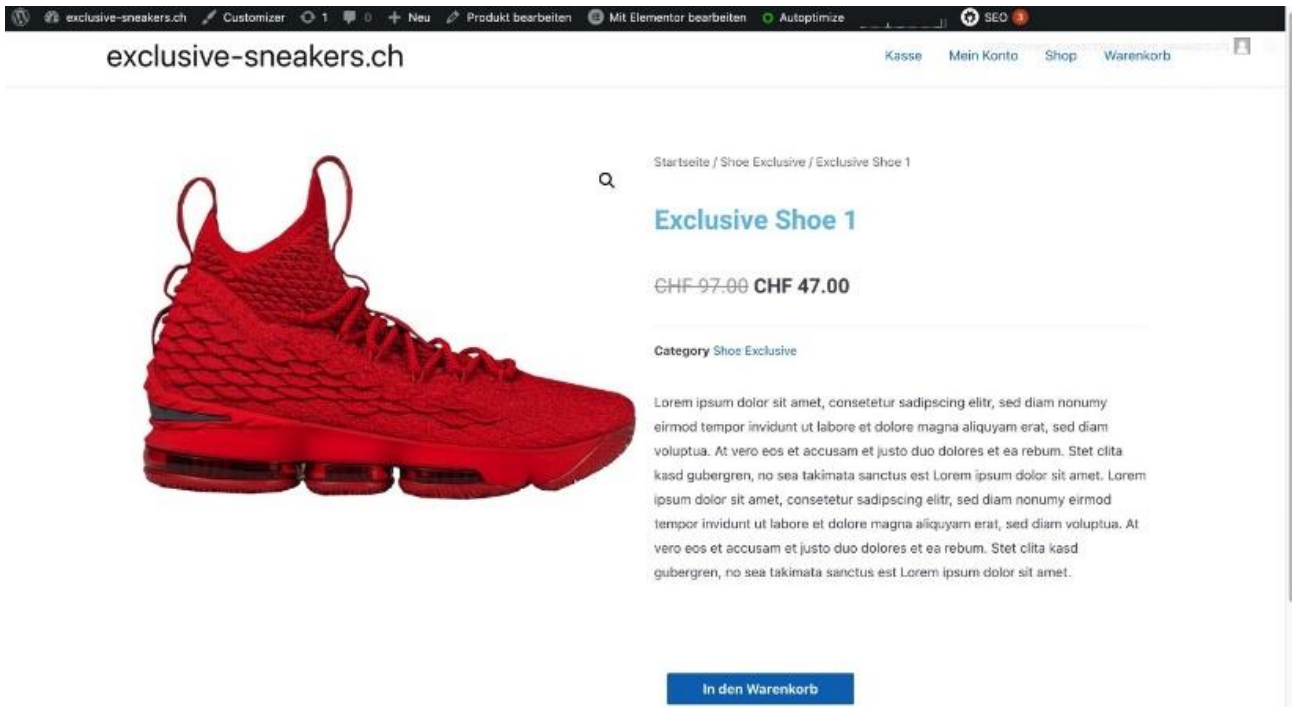 exclusive-sneakers.ch Customizer 1 0 + Neu Produkt bearbeiten Mit Elementor bearbeiten Autoptimize SEO 3
exclusive-sneakers.ch
Kasse Mein Konto Shop Warenkorb
Startseite / Shoe Exclusive / Exclusive Shoe 1
Exclusive Shoe 1
CHF 97.00 CHF 47.00
Category Shoe Exclusive
Lorem ipsum dolor sit amet, consetetur sadipscing elitr, sed diam nonumy
eirmod tempor invidunt ut labore et dolore magna aliquyam erat, sed diam
voluptua. At vero eos et accusam et justo duo dolores et ea rebum. Stet clita
kasd gubergren, no sea takimata sanctus est Lorem ipsum dolor sit amet. Lorem
ipsum dolor sit amet, consetetur sadipscing elitr, sed diam nonumy eirmod
tempor invidunt ut labore et dolore magna aliquyam erat, sed diam voluptua. At
vero eos et accusam et justo duo dolores et ea rebum. Stet clita kasd
gubergren, no sea takimata sanctus est Lorem ipsum dolor sit amet.
In den Warenkorb